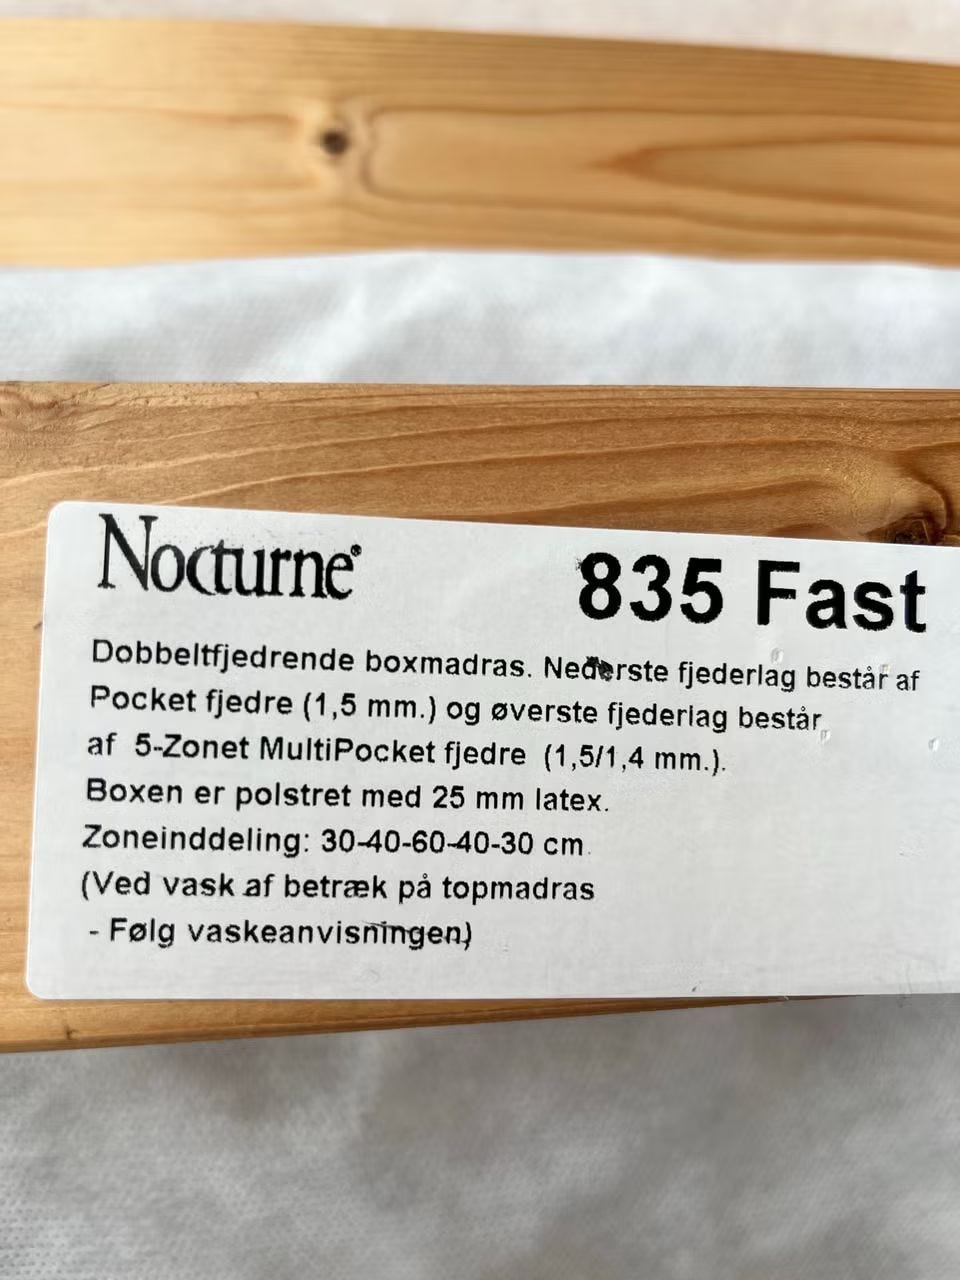 Nocturne®
835 Fast
Dobbeltfjedrende boxmadras. Nederste fjederlag består af
Pocket fjedre (1,5 mm.) og øverste fjederlag består
af 5-Zonet MultiPocket fjedre (1,5/1,4 mm.).
Boxen er polstret med 25 mm latex.
Zoneinddeling: 30-40-60-40-30 cm.
(Ved vask af betræk på topmadras
- Følg vaskeanvisningen)